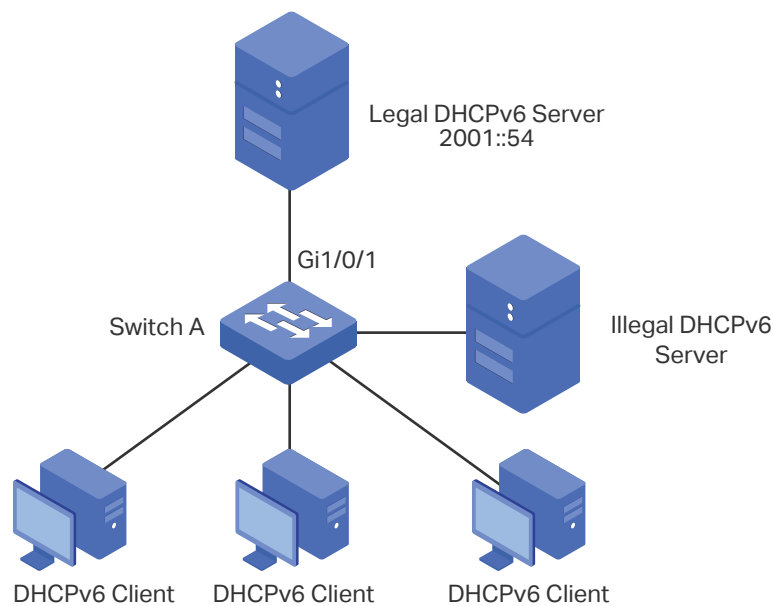 Legal DHCPv6 Server
2001::54
Gi1/0/1
Switch A
Illegal DHCPv6
Server
DHCPv6 Client
DHCPv6 Client
DHCPv6 Client